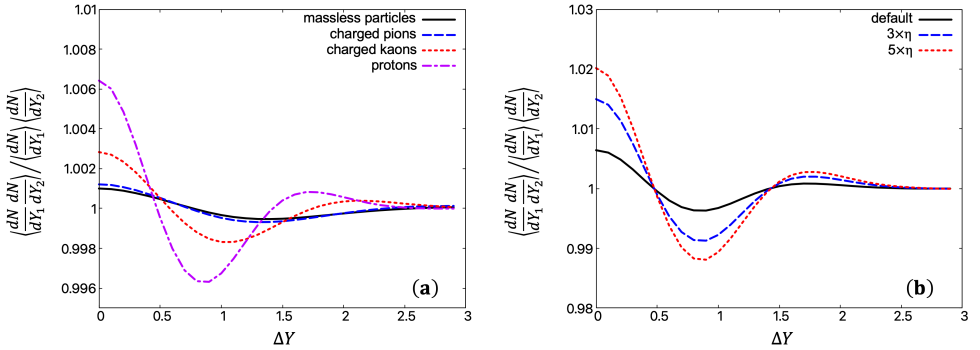 1.01
1.008
1.006
1.004
1.002
1
0.998
0.996
0
0.5
1
1.5
2
2.5
3
ΔY
⟨dN/dY₁ dN/dY₂⟩/⟨dN/dY₁⟩⟨dN/dY₂⟩
massless particles
charged pions
charged kaons
protons
(a)
1.03
1.02
1.01
1
0.99
0.98
0
0.5
1
1.5
2
2.5
3
ΔY
⟨dN/dY₁ dN/dY₂⟩/⟨dN/dY₁⟩⟨dN/dY₂⟩
default
3×η
5×η
(b)